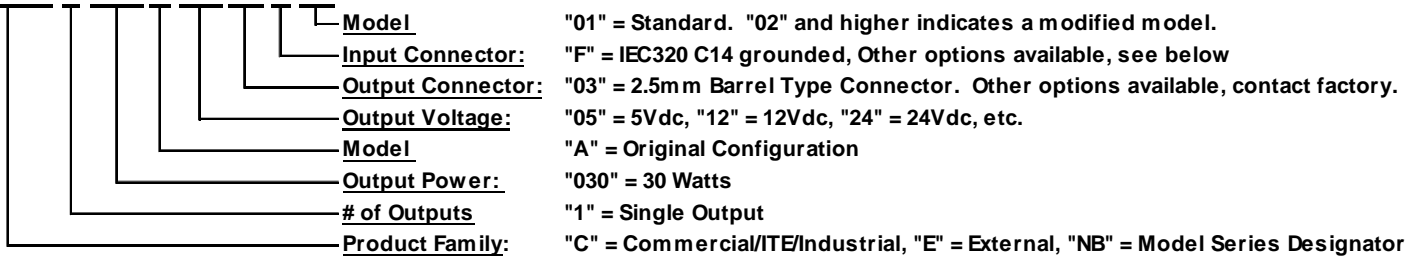 Model "01" = Standard. "02" and higher indicates a modified model.
Input Connector: "F" = IEC320 C14 grounded, Other options available, see below
Output Connector: "03" = 2.5mm Barrel Type Connector. Other options available, contact factory.
Output Voltage: "05" = 5Vdc, "12" = 12Vdc, "24" = 24Vdc, etc.
Model "A" = Original Configuration
Output Power: "030" = 30 Watts
# of Outputs "1" = Single Output
Product Family: "C" = Commercial/ITE/Industrial, "E" = External, "NB" = Model Series Designator